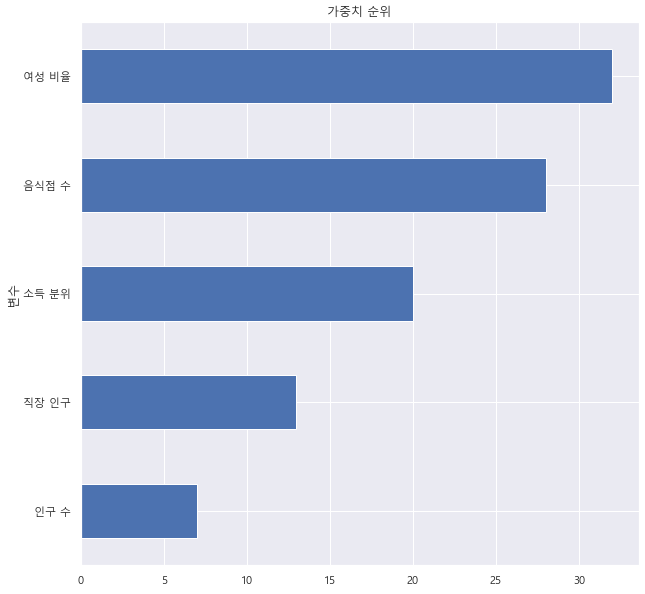 가중치 순위
변수
여성 비율
음식점 수
소득 분위
직장 인구
인구 수
0 5 10 15 20 25 30